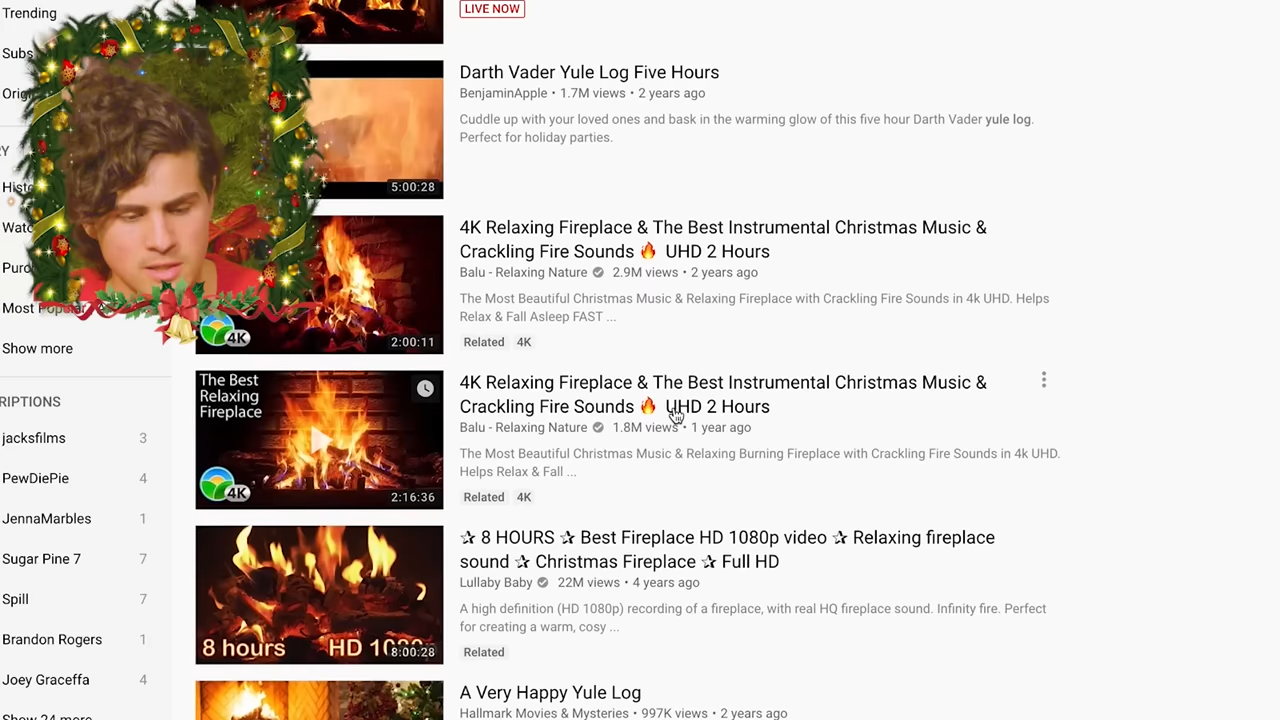 Trending
LIVE NOW
Subs
Darth Vader Yule Log Five Hours
BenjaminApple • 1.7M views • 2 years ago
Cuddle up with your loved ones and bask in the warming glow of this five hour Darth Vader yule log.
Perfect for holiday parties.
5:00:28
Most Popular
4K Relaxing Fireplace & The Best Instrumental Christmas Music &
Crackling Fire Sounds 🔥 UHD 2 Hours
Balu - Relaxing Nature 2.9M views • 2 years ago
The Most Beautiful Christmas Music & Relaxing Fireplace with Crackling Fire Sounds in 4k UHD. Helps
Relax & Fall Asleep FAST ...
Related 4K
4K
2:00:11
Show more
RIPTIONS
jacksfilms 3
PewDiePie 4
JennaMarbles 1
Sugar Pine 7 7
Spill 7
Brandon Rogers 1
Joey Graceffa 4
Show 24 more
The Best
Relaxing
Fireplace
4K
2:16:36
4K Relaxing Fireplace & The Best Instrumental Christmas Music &
Crackling Fire Sounds 🔥 UHD 2 Hours
Balu - Relaxing Nature 1.8M views • 1 year ago
The Most Beautiful Christmas Music & Relaxing Burning Fireplace with Crackling Fire Sounds in 4k UHD.
Helps Relax & Fall ...
Related 4K
8 hours HD
8:00:28
✰ 8 HOURS ✰ Best Fireplace HD 1080p video ✰ Relaxing fireplace
sound ✰ Christmas Fireplace ✰ Full HD
Lullaby Baby 22M views • 4 years ago
A high definition (HD 1080p) recording of a fireplace, with real HQ fireplace sound. Infinity fire. Perfect
for creating a warm, cosy ...
Related
A Very Happy Yule Log
Hallmark Movies & Mysteries • 997K views • 2 years ago